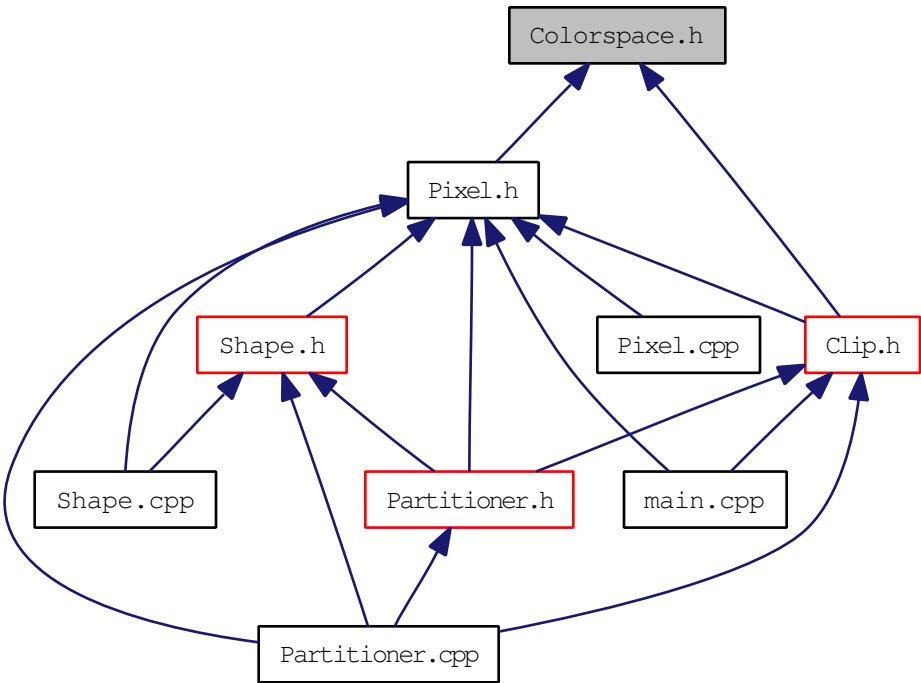 Colorspace.h
Pixel.h
Shape.h
Pixel.cpp
Clip.h
Shape.cpp
Partitioner.h
main.cpp
Partitioner.cpp